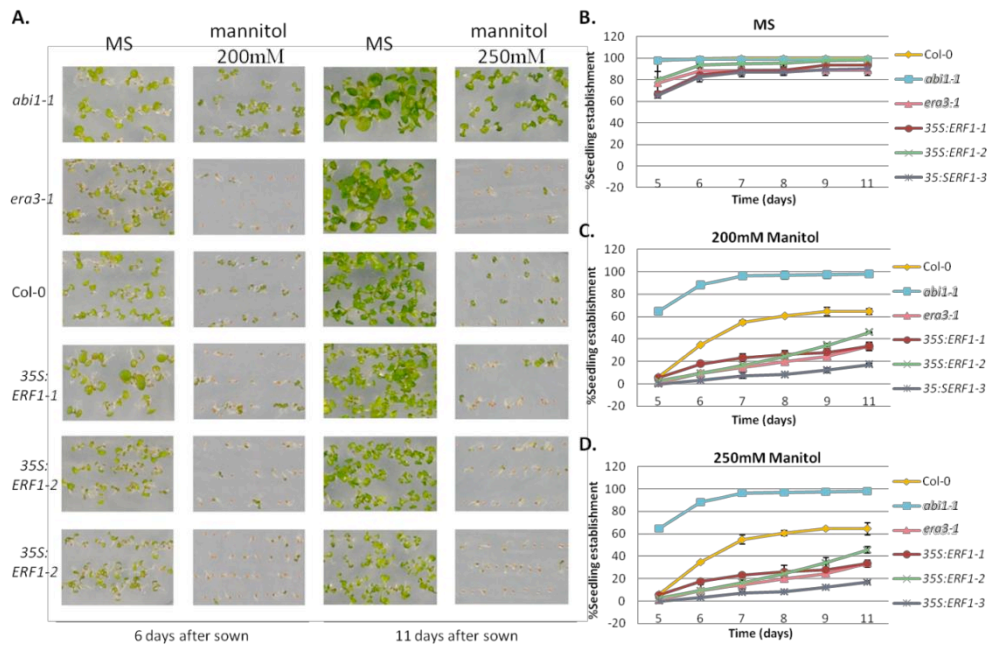 A.
MS
mannitol
200mM
MS
mannitol
250mM
abi1-1
era3-1
Col-0
35S:
ERF1-1
35S:
ERF1-2
35S:
ERF1-2
6 days after sown
11 days after sown
B.
MS
%Seedling establishment
120
100
80
60
40
20
0
-20
5 6 7 8 9 11
Time (days)
Col-0
abi1-1
era3-1
35S:ERF1-1
35S:ERF1-2
35:SERF1-3
C.
200mM Manitol
%Seedling establishment
120
100
80
60
40
20
0
-20
5 6 7 8 9 11
Time (days)
Col-0
abi1-1
era3-1
35S:ERF1-1
35S:ERF1-2
35:SERF1-3
D.
250mM Manitol
%Seedling establishment
120
100
80
60
40
20
0
-20
5 6 7 8 9 11
Time (days)
Col-0
abi1-1
era3-1
35S:ERF1-1
35S:ERF1-2
35S:ERF1-3